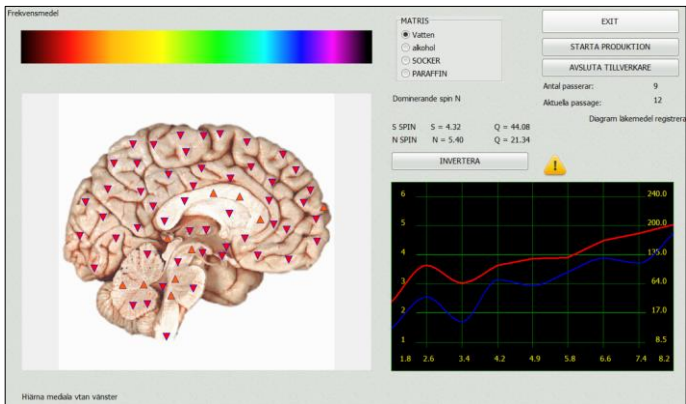 Frekvensmedel
MATRIS
Vatten
alkohol
SOCKER
PARAFFIN
EXIT
STARTA PRODUKTION
AVSLUTA TILLVERKARE
Antal passerar: 9
Aktuella passage: 12
Dominerande spin N
Diagram läkemedel registrera
S SPIN S = 4.32 Q = 44.08
N SPIN N = 5.40 Q = 21.34
INVERTERA
6 240.0
5 200.0
4 135.0
3 64.0
2 17.0
1 8.5
1.8 2.6 3.4 4.2 4.9 5.8 6.6 7.4 8.2
Hiärna mediala vtan vänster